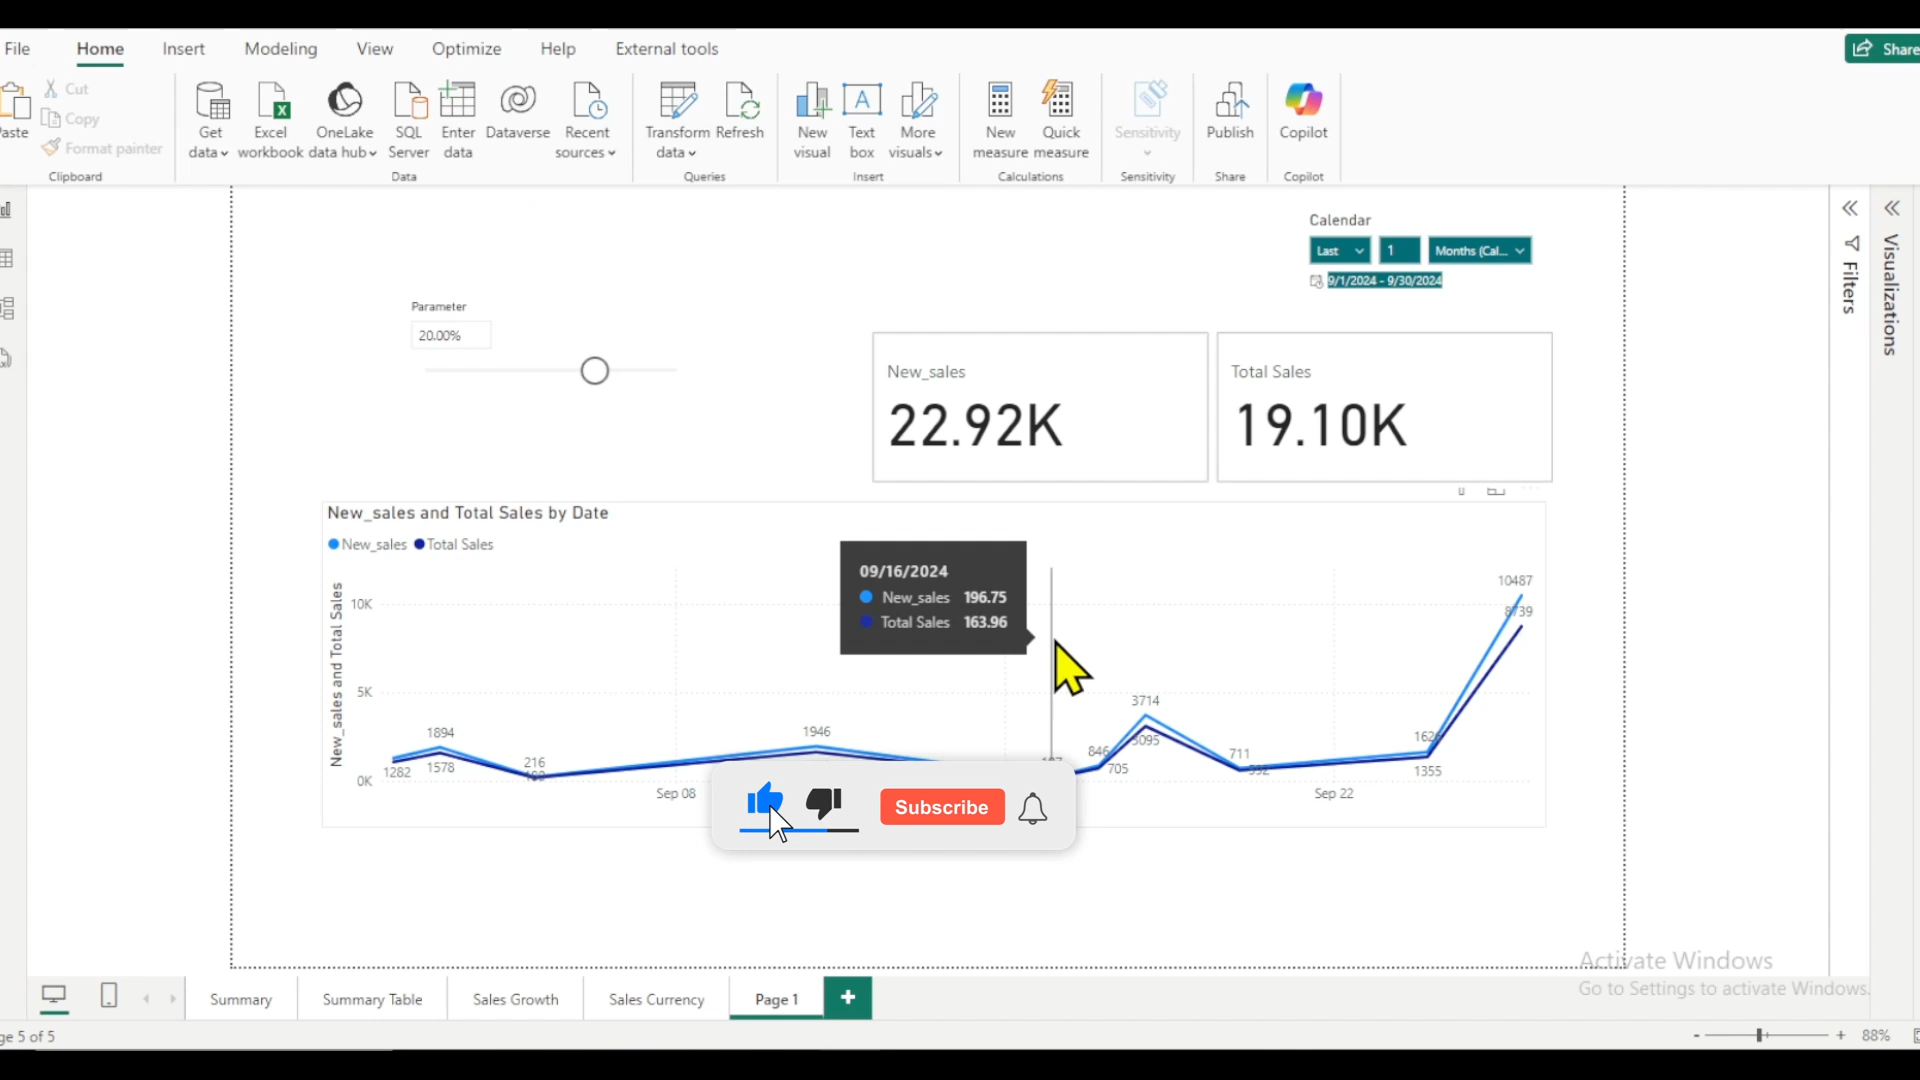 File Home Insert Modeling View Optimize Help External tools Share
Cut
Copy
Format painter
Get data
Excel workbook
OneLake data hub
SQL Server
Enter data
Dataverse
Recent sources
Transform data
Refresh
New visual
Text box
More visuals
New measure
Quick measure
Sensitivity
Publish
Copilot
Clipboard Data Queries Insert Calculations Sensitivity Share Copilot
Calendar
Last 1 Months (Cal...
9/1/2024 - 9/30/2024
Filters
Visualizations
Parameter
20.00%
New_sales
22.92K
Total Sales
19.10K
New_sales and Total Sales by Date
New_sales Total Sales
New_sales and Total Sales
10K
5K
0K
09/16/2024
New_sales 196.75
Total Sales 163.96
10487
8739
3714
3095
1894
1578
1282
216
1946
846
705
711
1355
Sep 08
Sep 22
Subscribe
Activate Windows
Go to Settings to activate Windows.
Summary Summary Table Sales Growth Sales Currency Page 1 +
5 of 5
- + 88%